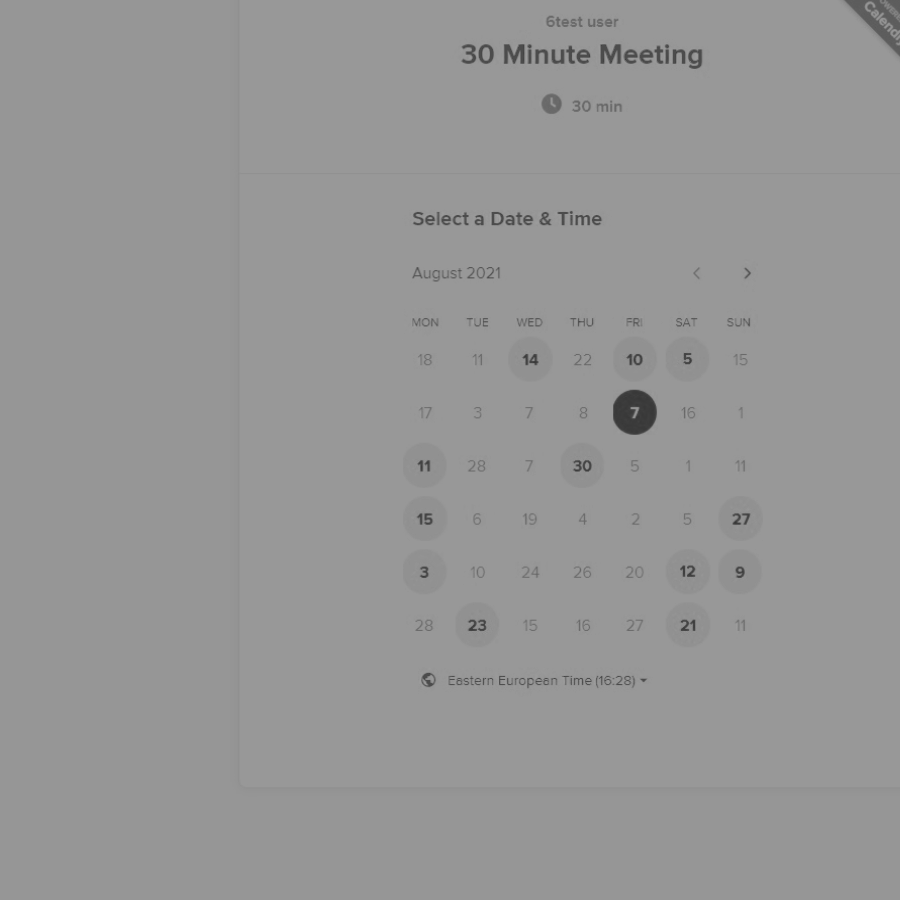 6test user
30 Minute Meeting
30 min
Calendly
Select a Date & Time
August 2021
MON TUE WED THU FRI SAT SUN
18 11 14 22 10 5 15
17 3 7 8 7 16 1
11 28 7 30 5 1 11
15 6 19 4 2 5 27
3 10 24 26 20 12 9
28 23 15 16 27 21 11
Eastern European Time (16:28)